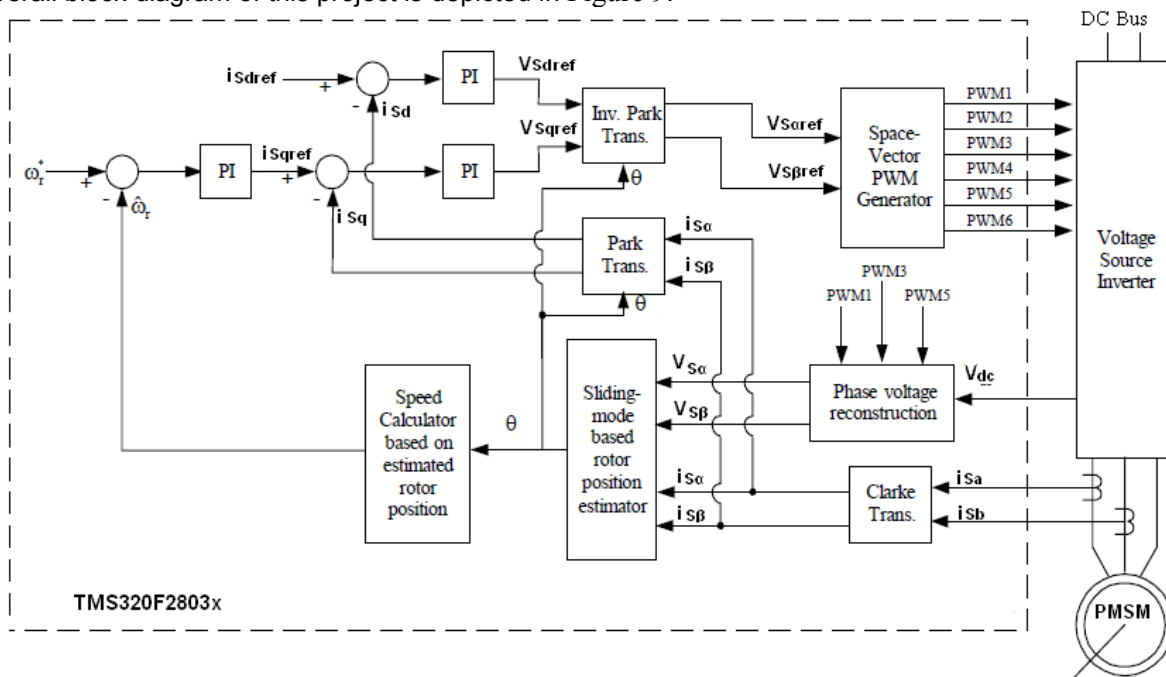 overall block diagram of this project is depicted in Figure 9.
DC Bus
iSdref
+
-
iSd
PI
VSdref
VSqref
Inv. Park
Trans.
θ
VSαref
VSβref
Space-
Vector
PWM
Generator
PWM1
PWM2
PWM3
PWM4
PWM5
PWM6
Voltage
Source
Inverter
ω*r
+
-
ω̂r
PI
iSqref
+
-
iSq
PI
Park
Trans.
θ
iSα
iSβ
PWM3
PWM1
PWM5
Phase voltage
reconstruction
Vdc
VSα
VSβ
Speed
Calculator
based on
estimated
rotor
position
θ
Sliding-
mode
based
rotor
position
estimator
iSα
iSβ
Clarke
Trans.
iSa
iSb
TMS320F2803x
PMSM